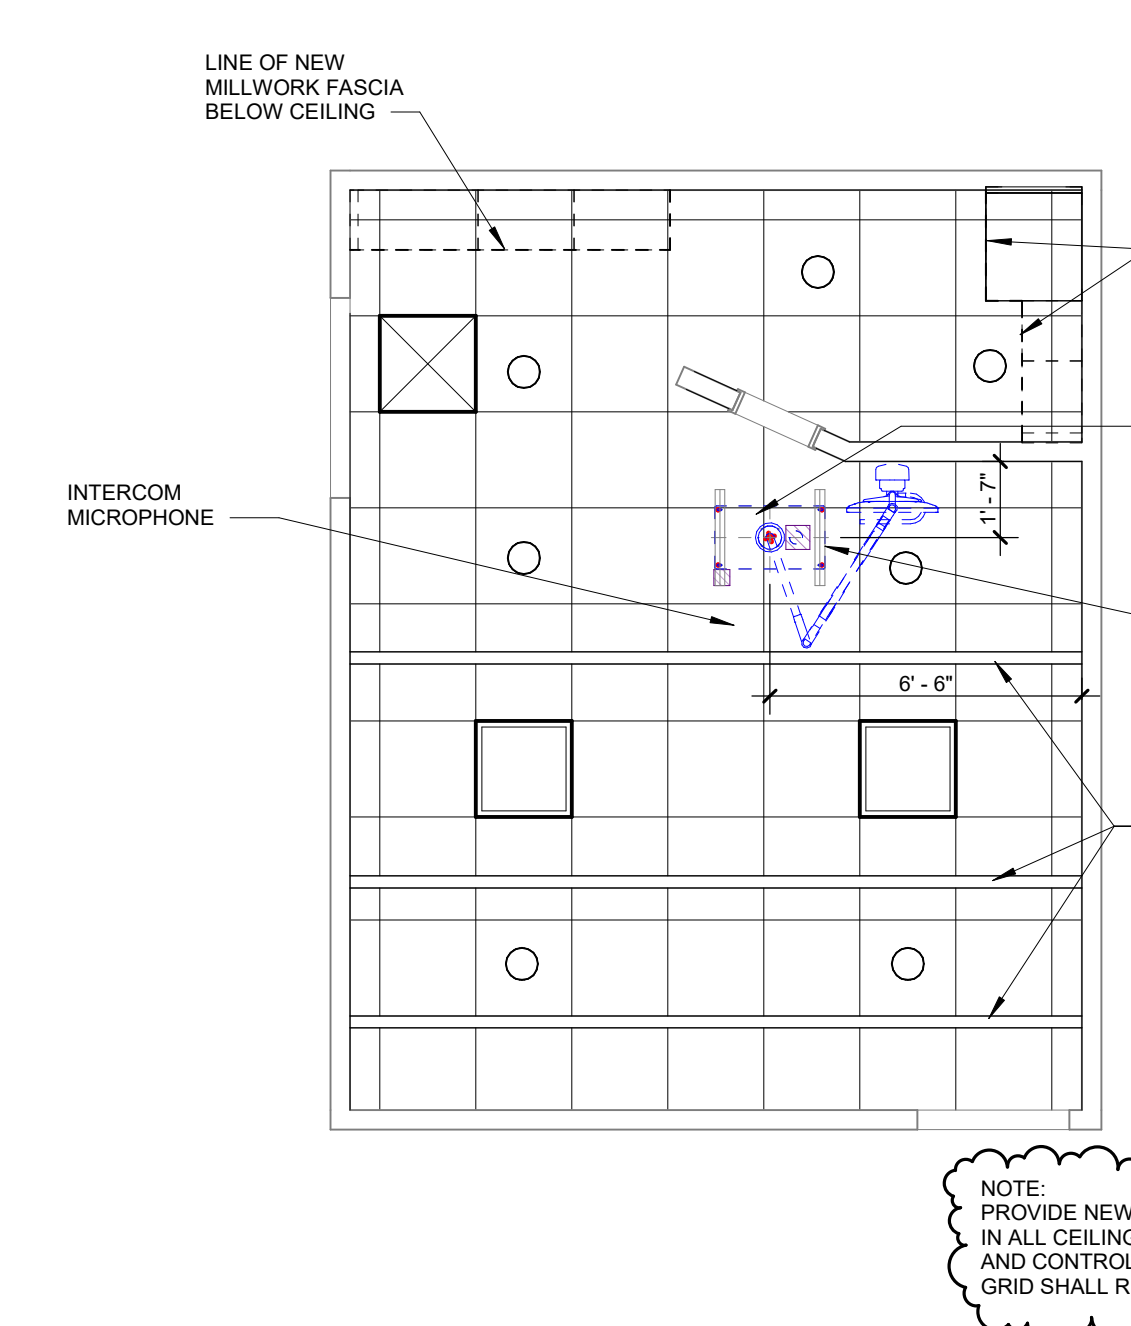 LINE OF NEW
MILLWORK FASCIA
BELOW CEILING
INTERCOM
MICROPHONE
1' - 7"
6' - 6"
NOTE:
PROVIDE NEW
IN ALL CEILING
AND CONTROL
GRID SHALL R